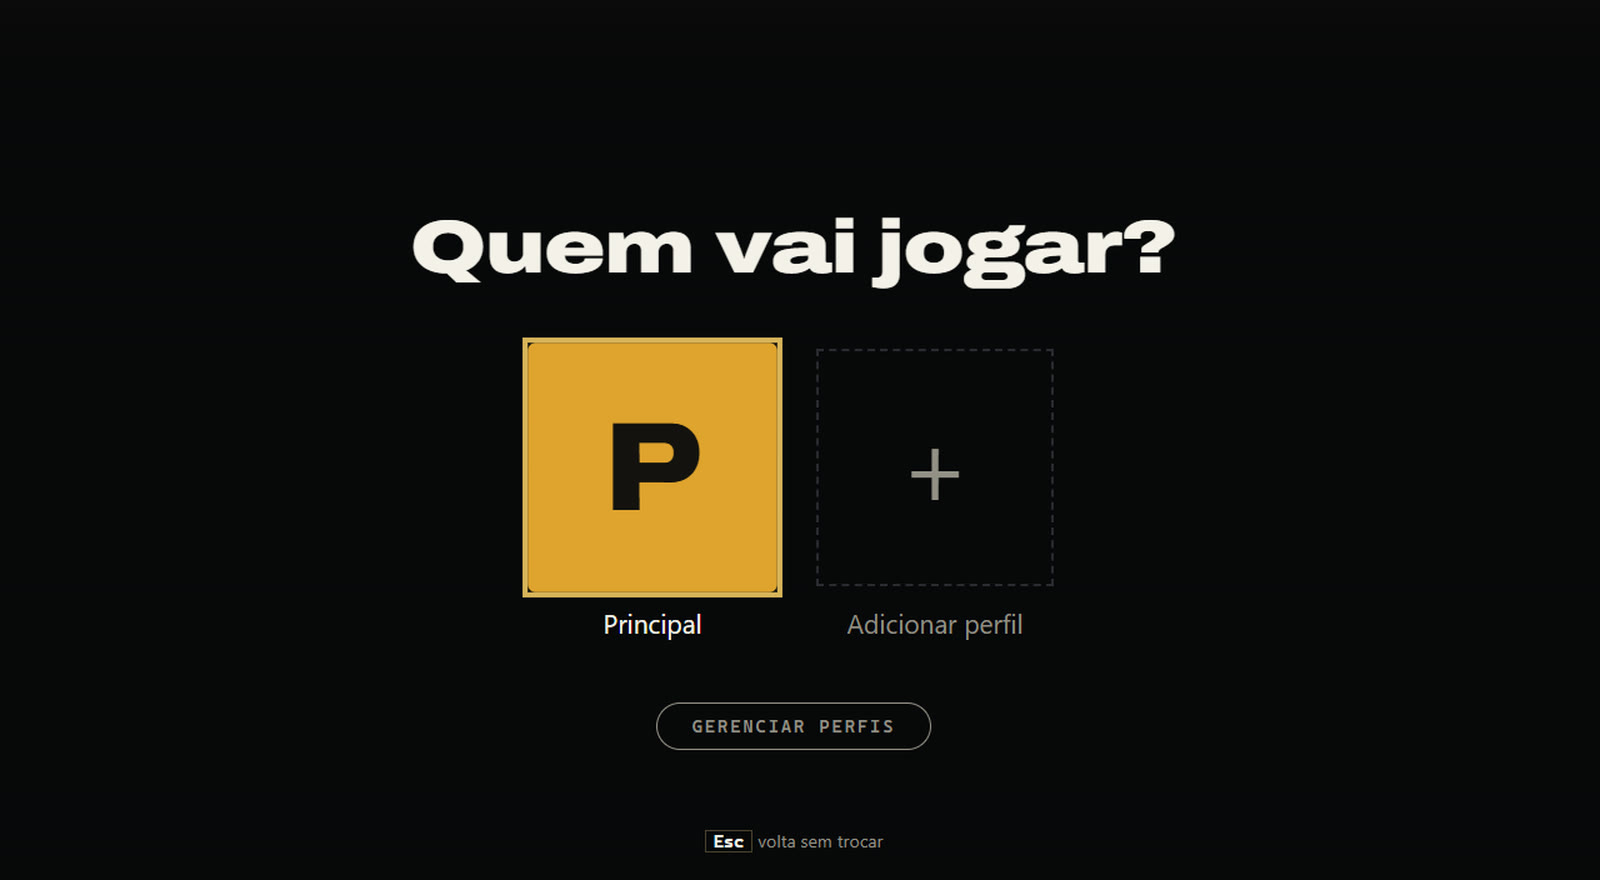 Quem vai jogar?
P
+
Principal
Adicionar perfil
GERENCIAR PERFIS
Esc volta sem trocar